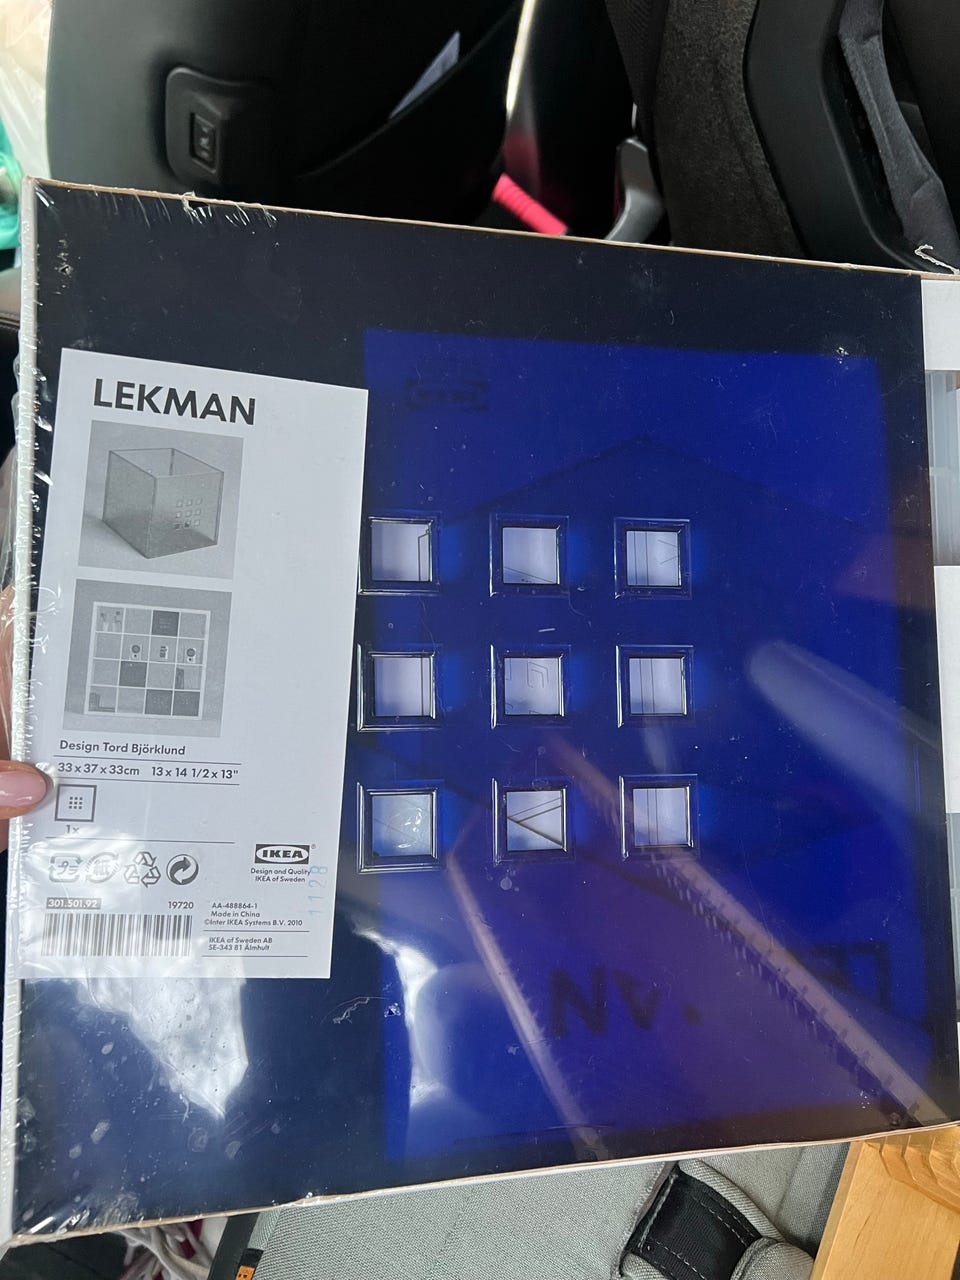 LEKMAN
Design Tord Björklund
33 x 37 x 33cm 13 x 14 1/2 x 13"
1x
IKEA®
Design and Quality
IKEA of Sweden
1128
301.501.92 19720
AA-488864-1
Made in China
©Inter IKEA Systems B.V. 2010
IKEA of Sweden AB
SE-343 81 Älmhult